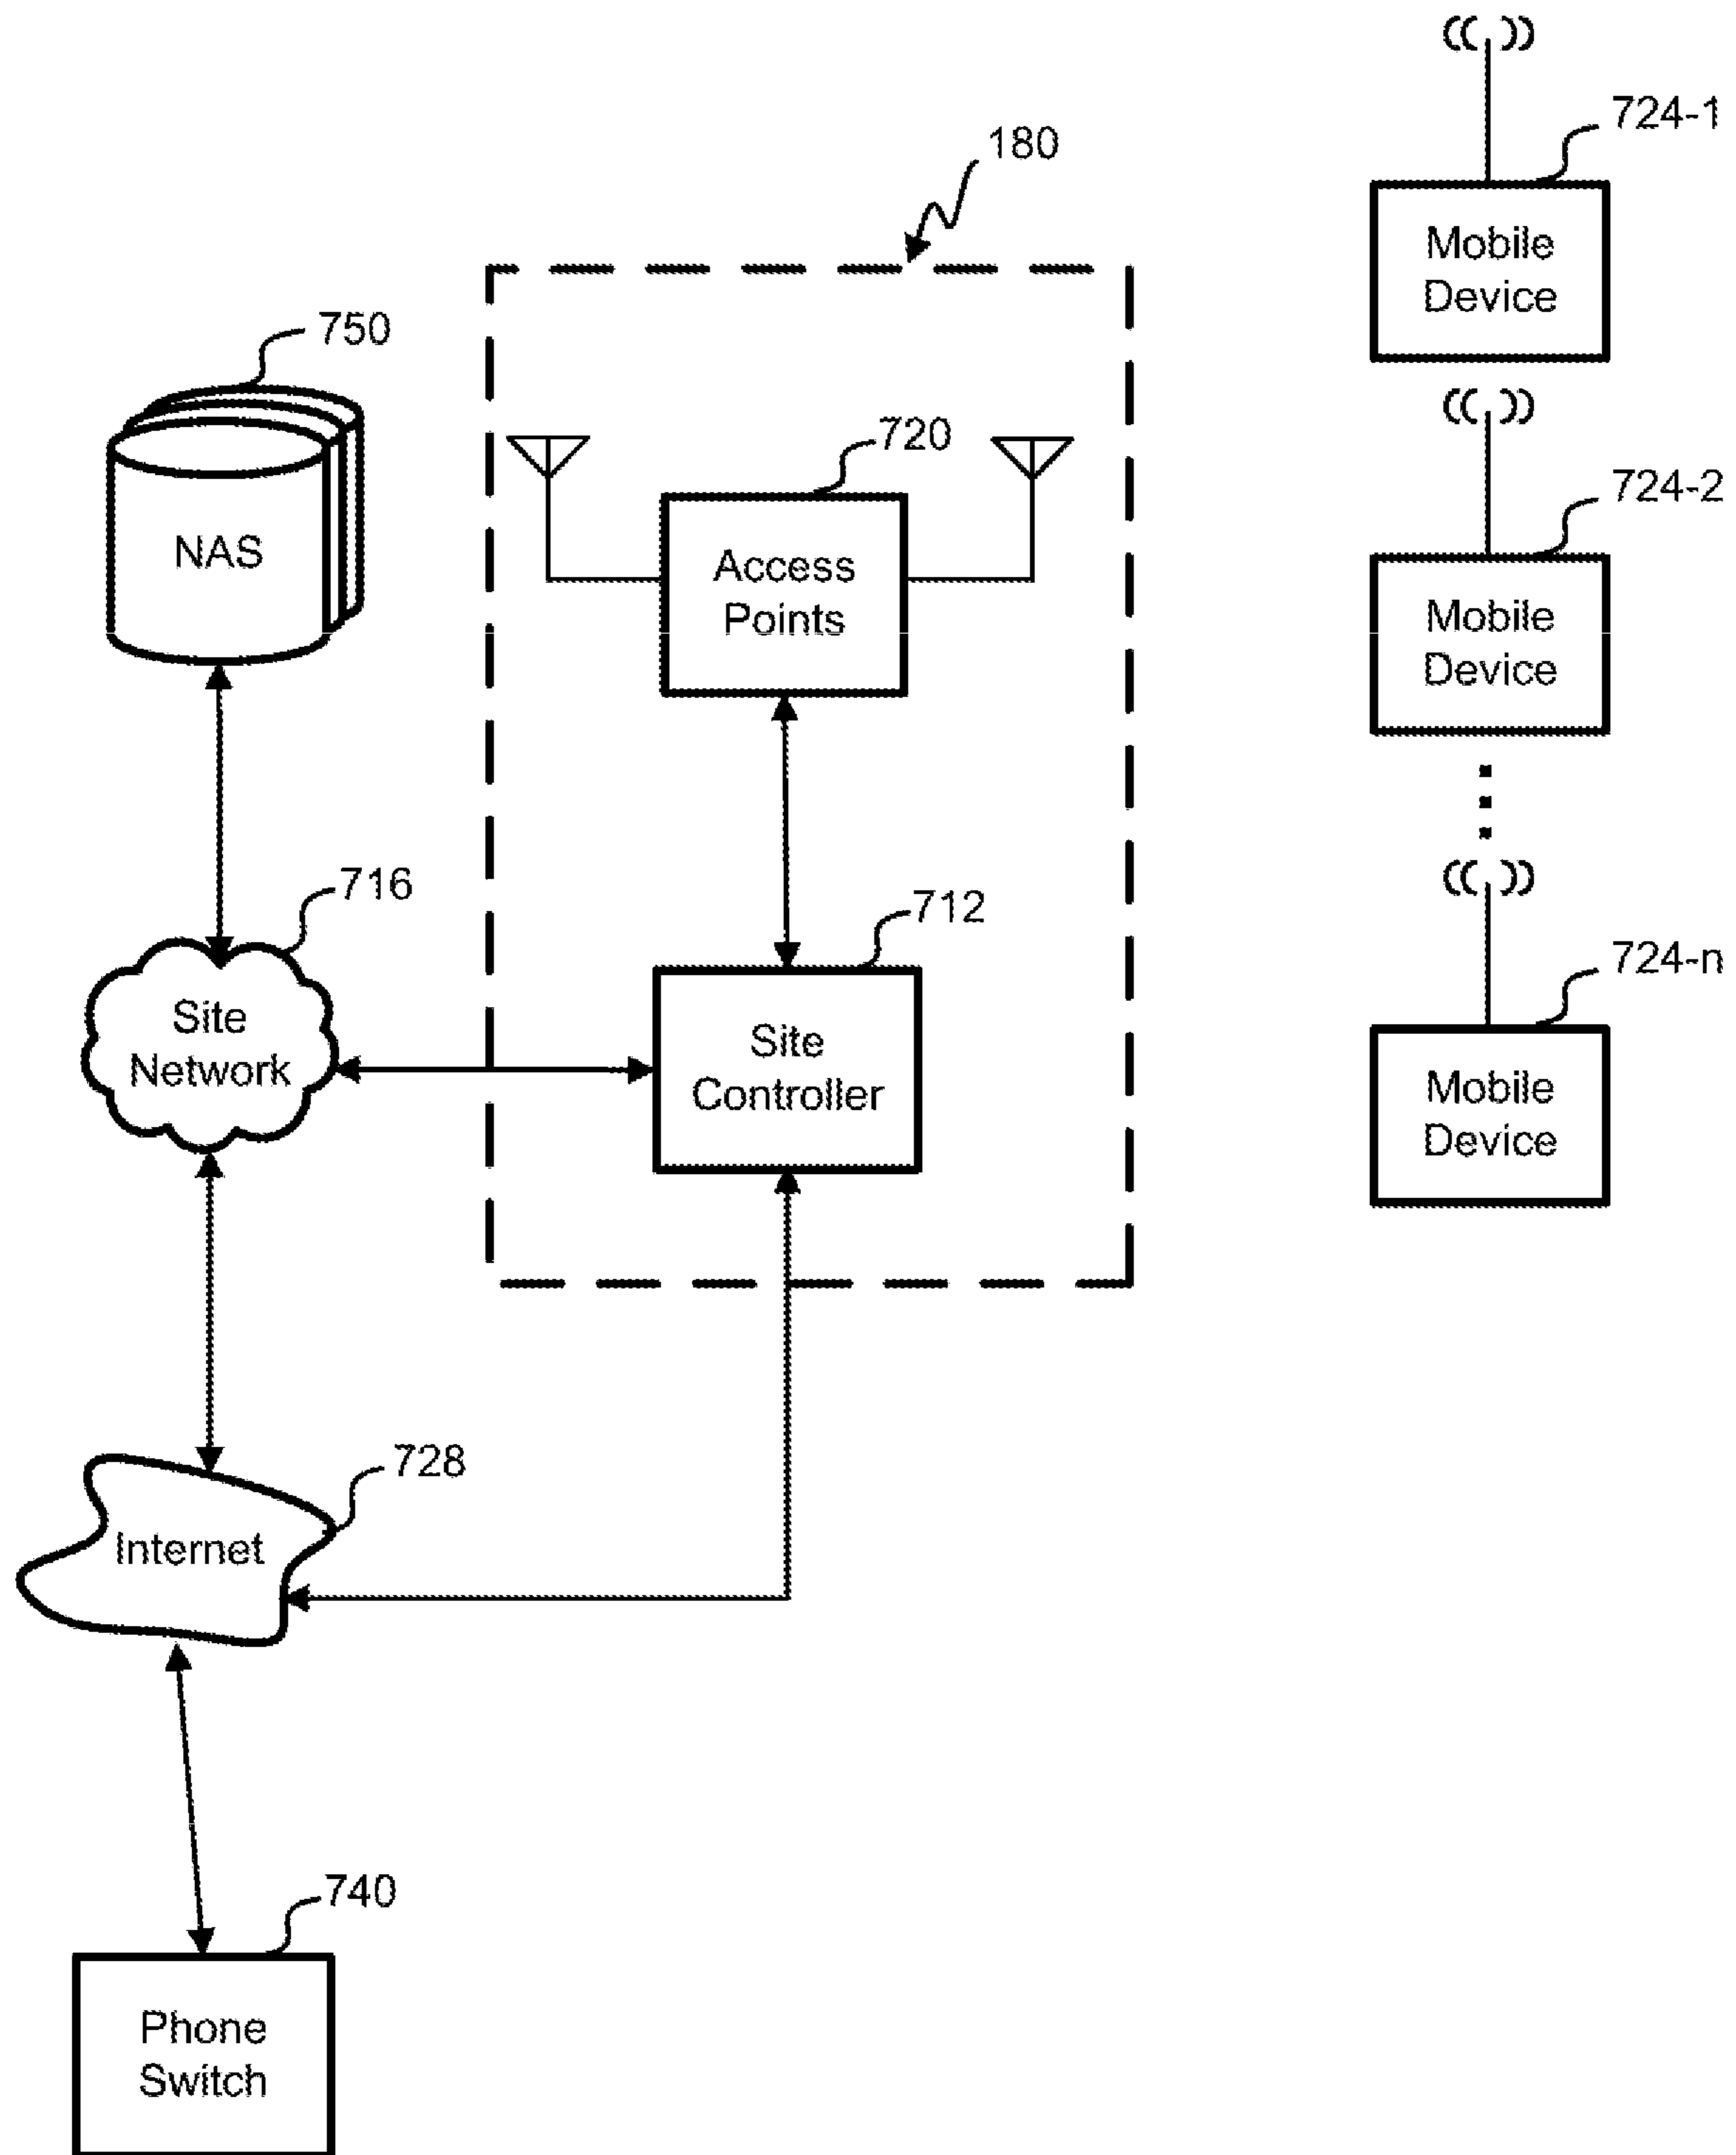 724-1
180
Mobile
Device
750
720
724-2
NAS
Access
Points
Mobile
Device
716
712
724-n
Site
Network
Site
Controller
Mobile
Device
728
Internet
740
Phone
Switch